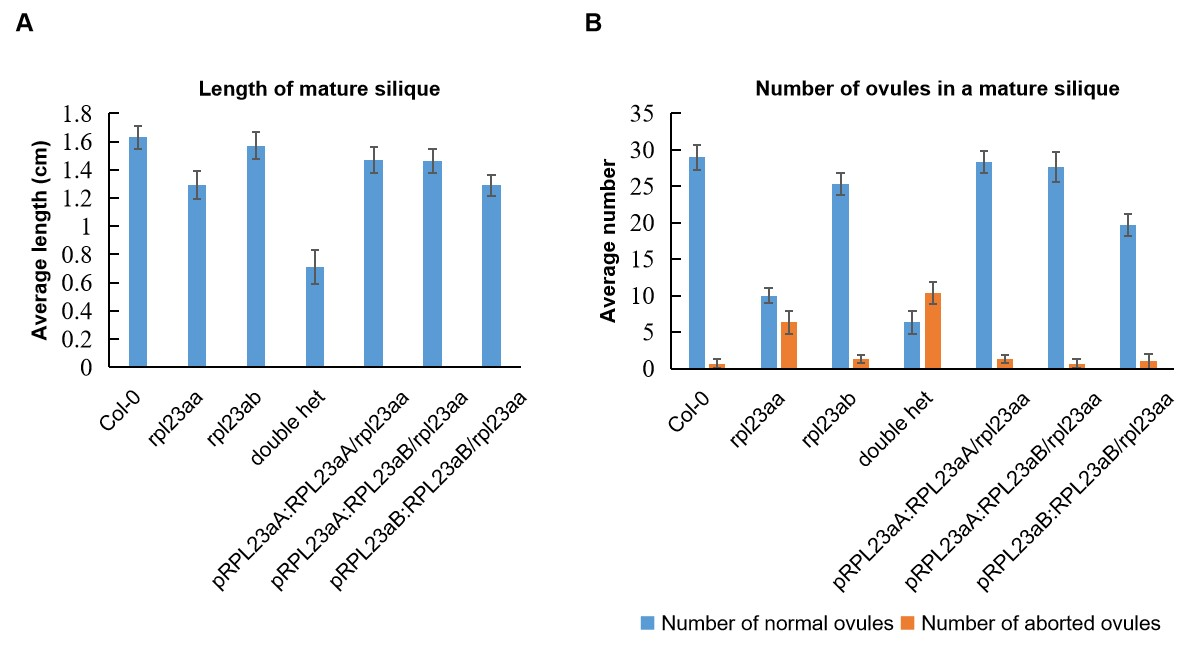 A
Length of mature silique
Average length (cm)
1.8
1.6
1.4
1.2
1
0.8
0.6
0.4
0.2
0
Col-0
rpl23aa
rpl23ab
double het
pRPL23aA:RPL23aA/rpl23aa
pRPL23aA:RPL23aB/rpl23aa
pRPL23aB:RPL23aB/rpl23aa
B
Number of ovules in a mature silique
Average number
35
30
25
20
15
10
5
0
Col-0
rpl23aa
rpl23ab
double het
pRPL23aA:RPL23aA/rpl23aa
pRPL23aA:RPL23aB/rpl23aa
pRPL23aB:RPL23aB/rpl23aa
Number of normal ovules
Number of aborted ovules